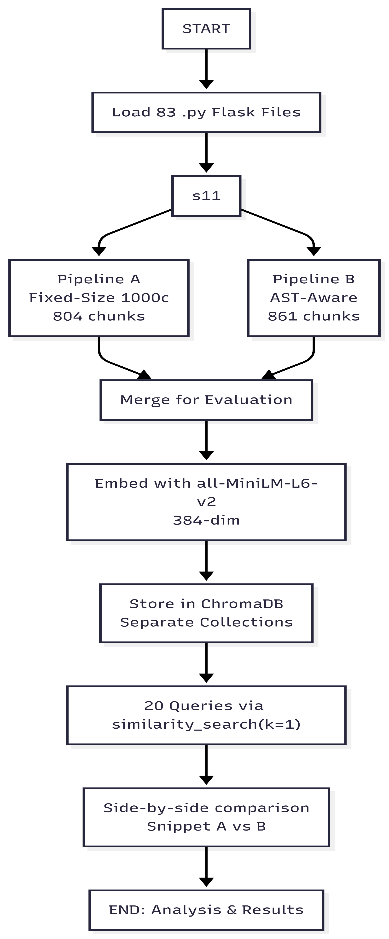 START
Load 83 .py Flask Files
s11
Pipeline A
Fixed-Size 1000c
804 chunks
Pipeline B
AST-Aware
861 chunks
Merge for Evaluation
Embed with all-MiniLM-L6-
v2
384-dim
Store in ChromaDB
Separate Collections
20 Queries via
similarity_search(k=1)
Side-by-side comparison
Snippet A vs B
END: Analysis & Results